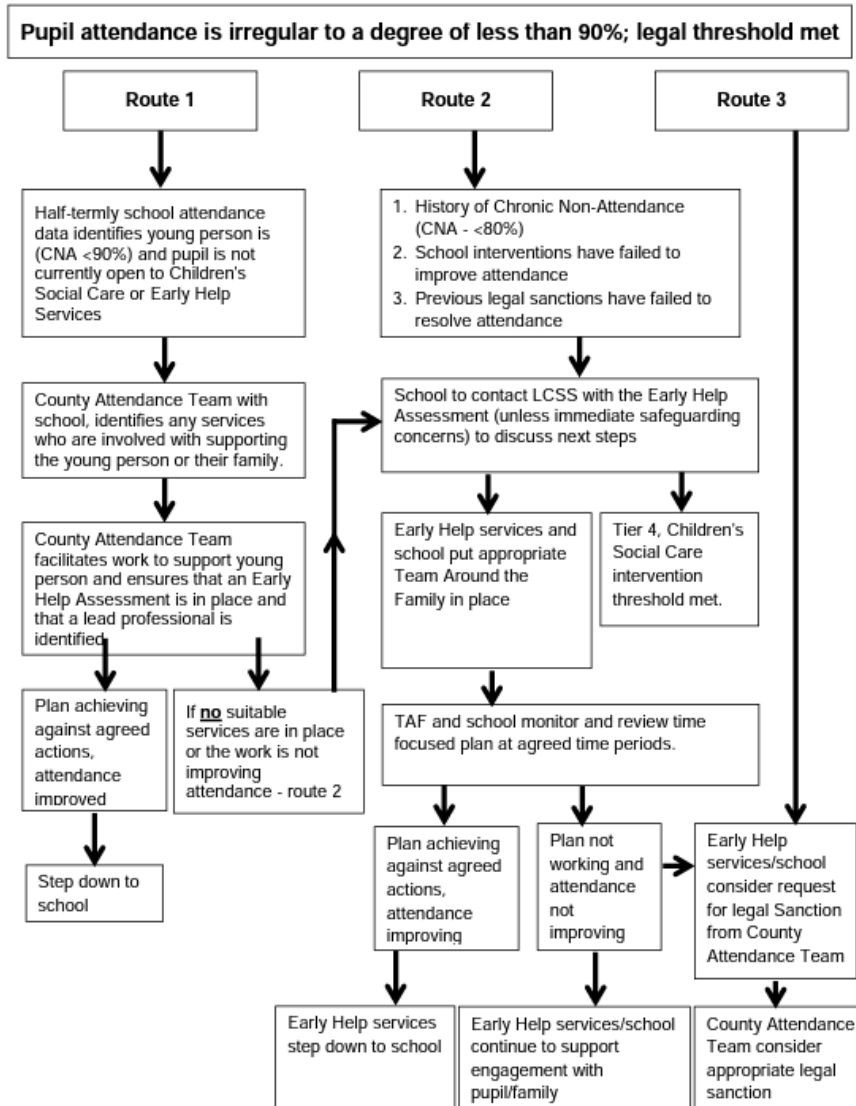 Pupil attendance is irregular to a degree of less than 90%; legal threshold met
Route 1
Route 2
Route 3
Half-termly school attendance
data identifies young person is
(CNA <90%) and pupil is not
currently open to Children's
Social Care or Early Help
Services
1. History of Chronic Non-Attendance
(CNA - <80%)
2. School interventions have failed to
improve attendance
3. Previous legal sanctions have failed to
resolve attendance
County Attendance Team with
school, identifies any services
who are involved with supporting
the young person or their family.
School to contact LCSS with the Early Help
Assessment (unless immediate safeguarding
concerns) to discuss next steps
County Attendance Team
facilitates work to support young
person and ensures that an Early
Help Assessment is in place and
that a lead professional is
identified
Early Help services and
school put appropriate
Team Around the
Family in place
Tier 4, Children's
Social Care
intervention
threshold met.
Plan achieving
against agreed
actions,
attendance
improved
If no suitable
services are in place
or the work is not
improving
attendance - route 2
TAF and school monitor and review time
focused plan at agreed time periods.
Step down to
school
Plan achieving
against agreed
actions,
attendance
improving
Plan not
working and
attendance
not
improving
Early Help
services/school
consider request
for legal Sanction
from County
Attendance Team
Early Help services
step down to school
Early Help services/school
continue to support
engagement with
pupil/family
County Attendance
Team consider
appropriate legal
sanction